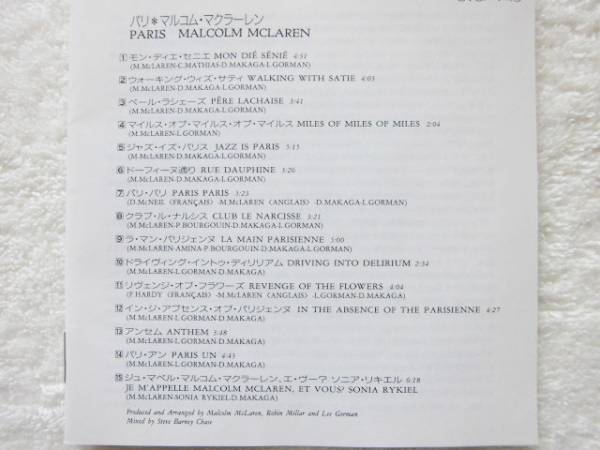 パリ＊マルコム・マクラーレン
PARIS MALCOLM MCLAREN
1 モン・ディエ・セニエ MON DIÉ SÉNIÉ 4:51
(M.McLAREN-C.MATHIAS-D.MAKAGA-L.GORMAN)
2 ウォーキング・ウィズ・サティ WALKING WITH SATIE 4:03
(M.McLAREN-D.MAKAGA-L.GORMAN)
3 ペール・ラシェーズ PÈRE LACHAISE 3:41
(M.McLAREN-D.MAKAGA-L.GORMAN)
4 マイルス・オブ・マイルス・オブ・マイルス MILES OF MILES OF MILES 2:04
(M.McLAREN-L.GORMAN)
5 ジャズ・イズ・パリス JAZZ IS PARIS 5:15
(M.McLAREN-D.MAKAGA-L.GORMAN)
6 ドーフィーヌ通り RUE DAUPHINE 3:26
(M.McLAREN-D.MAKAGA-L.GORMAN)
7 パリ・パリ PARIS PARIS 3:25
(D.McNEIL 〈FRANÇAIS〉 -M.McLAREN 〈ANGLAIS〉 -D.MAKAGA-L.GORMAN)
8 クラブ・ル・ナルシス CLUB LE NARCISSE 3:21
(M.McLAREN-P.BOURGOUIN-D.MAKAGA-L.GORMAN)
9 ラ・マン・パリジェンヌ LA MAIN PARISIENNE 5:00
(M.McLAREN-AMINA-P.BOURGOUIN-D.MAKAGA-L.GORMAN)
10 ドライヴィング・イントゥ・ディリリアム DRIVING INTO DELIRIUM 2:34
(M.McLAREN-L.GORMAN-D.MAKAGA)
11 リヴェンジ・オブ・フラワーズ REVENGE OF THE FLOWERS 4:04
(F.HARDY 〈FRANÇAIS〉 -M.McLAREN 〈ANGLAIS〉 -L.GORMAN-D.MAKAGA)
12 イン・ジ・アブセンス・オブ・パリジェンヌ IN THE ABSENCE OF THE PARISIENNE 4:27
(M.McLAREN-L.GORMAN-D.MAKAGA)
13 アンセム ANTHEM 3:48
(M.McLAREN-L.GORMAN-D.MAKAGA)
14 パリ・アン PARIS UN 4:45
(M.McLAREN-L.GORMAN-D.MAKAGA)
15 ジュ・マペル・マルコム・マクラーレン、エ・ヴー? ソニア・リキエル 6:18
JE M'APPELLE MALCOLM MCLAREN, ET VOUS? SONIA RYKIEL
(M.McLAREN-SONIA RYKIEL-D.MAKAGA)
Produced and Arranged by Malcolm McLaren, Robin Millar and Lee Gorman
Mixed by Steve Barney Chase